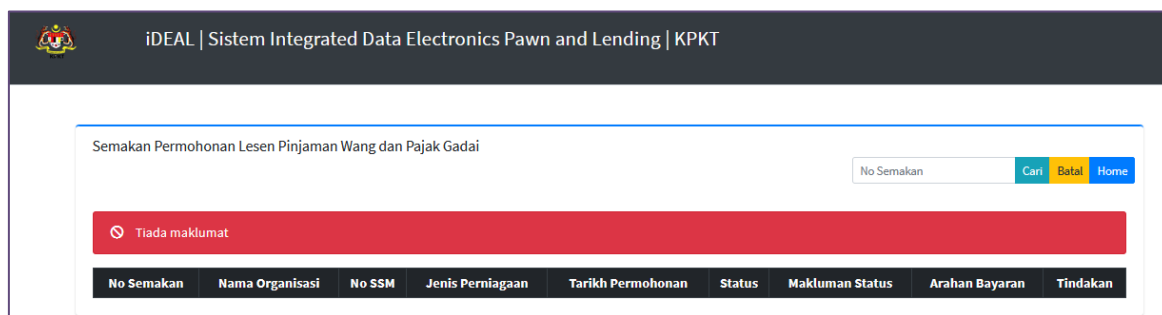 iDEAL | Sistem Integrated Data Electronics Pawn and Lending | KPKT
Semakan Permohonan Lesen Pinjaman Wang dan Pajak Gadai
No Semakan Cari Batal Home
Tiada maklumat
No Semakan Nama Organisasi No SSM Jenis Perniagaan Tarikh Permohonan Status Makluman Status Arahan Bayaran Tindakan